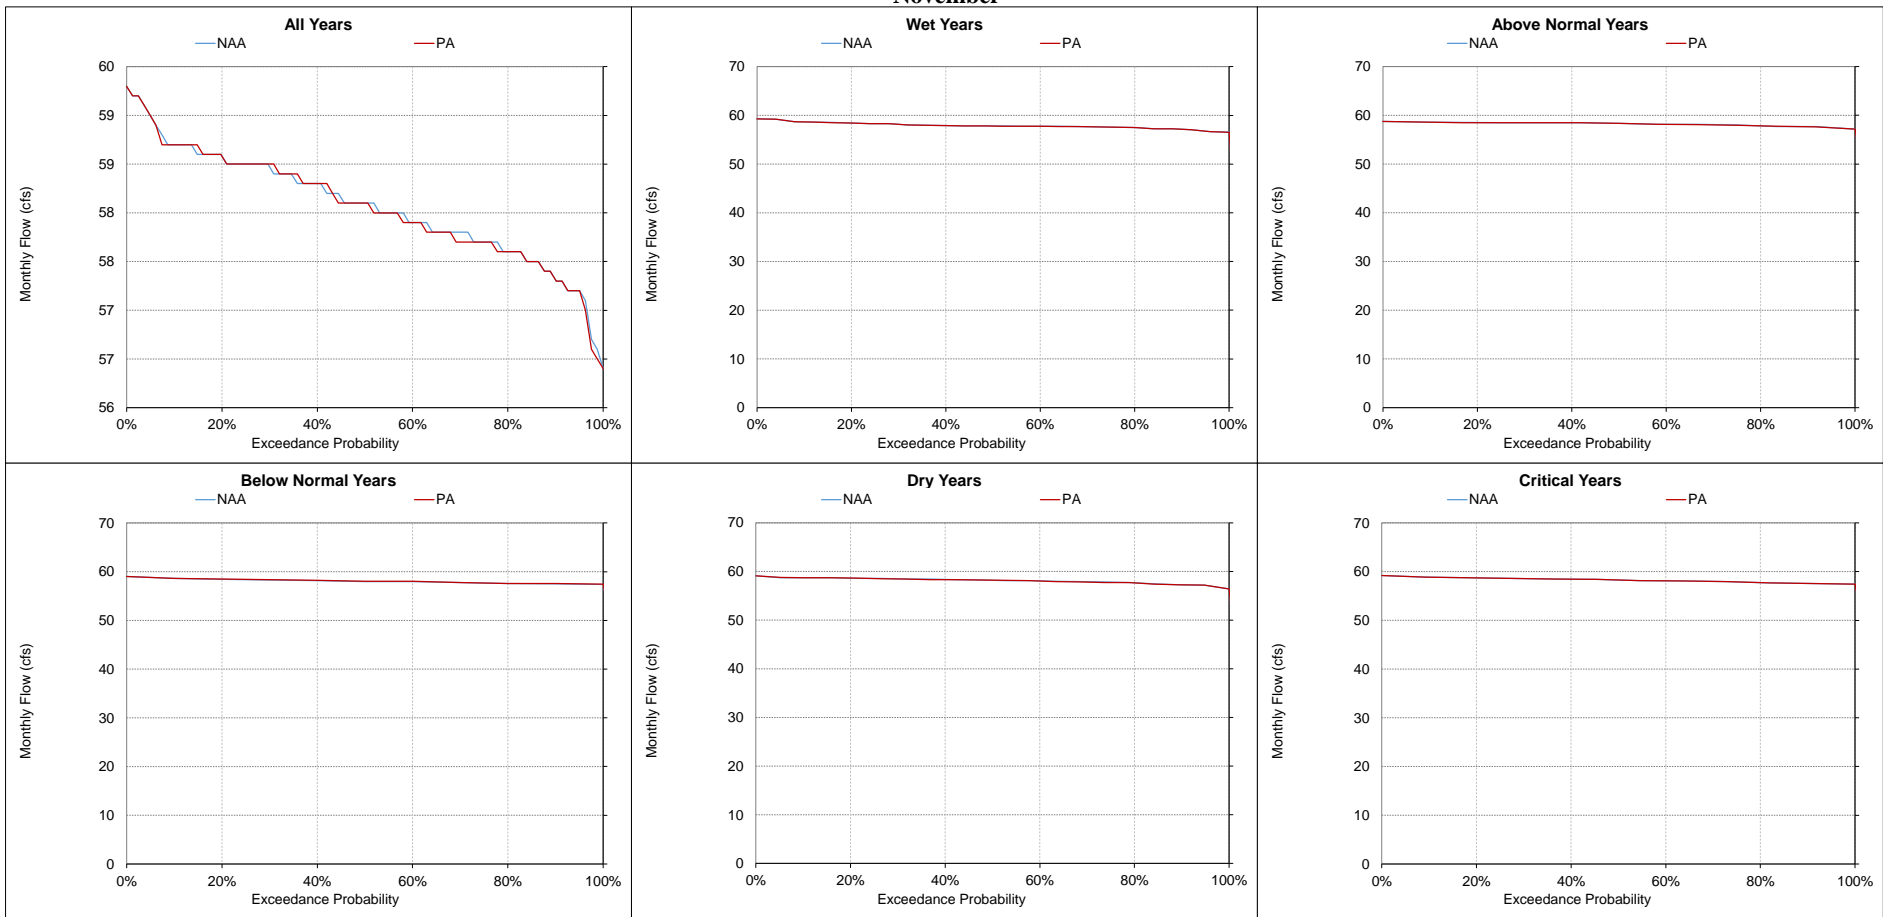 November
All Years
NAA PA
60
59
59
58
58
57
57
56
Monthly Flow (cfs)
0% 20% 40% 60% 80% 100%
Exceedance Probability
Wet Years
NAA PA
70
60
50
40
30
20
10
0
Monthly Flow (cfs)
0% 20% 40% 60% 80% 100%
Exceedance Probability
Above Normal Years
NAA PA
70
60
50
40
30
20
10
0
Monthly Flow (cfs)
0% 20% 40% 60% 80% 100%
Exceedance Probability
Below Normal Years
NAA PA
70
60
50
40
30
20
10
0
Monthly Flow (cfs)
0% 20% 40% 60% 80% 100%
Exceedance Probability
Dry Years
NAA PA
70
60
50
40
30
20
10
0
Monthly Flow (cfs)
0% 20% 40% 60% 80% 100%
Exceedance Probability
Critical Years
NAA PA
70
60
50
40
30
20
10
0
Monthly Flow (cfs)
0% 20% 40% 60% 80% 100%
Exceedance Probability